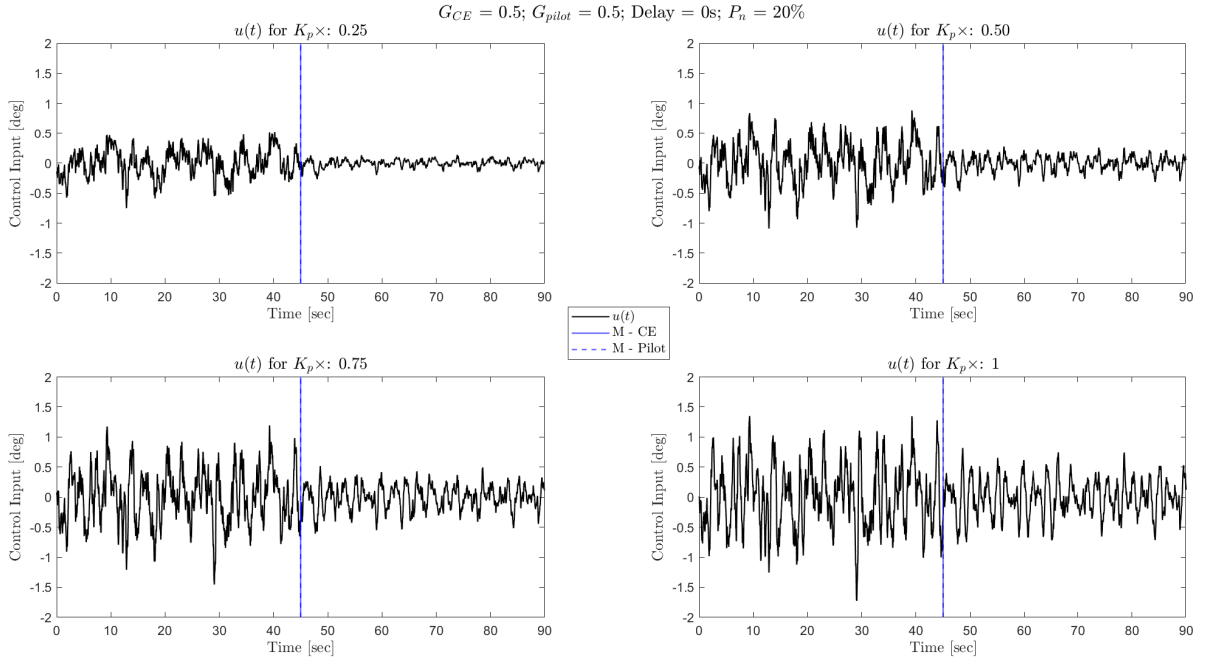 G_CE = 0.5; G_pilot = 0.5; Delay = 0s; P_n = 20%
u(t) for K_p×: 0.25
Control Input [deg]
2
1.5
1
0.5
0
-0.5
-1
-1.5
-2
0 10 20 30 40 50 60 70 80 90
Time [sec]
u(t) for K_p×: 0.50
Control Input [deg]
2
1.5
1
0.5
0
-0.5
-1
-1.5
-2
0 10 20 30 40 50 60 70 80 90
Time [sec]
u(t)
M - CE
M - Pilot
u(t) for K_p×: 0.75
Control Input [deg]
2
1.5
1
0.5
0
-0.5
-1
-1.5
-2
0 10 20 30 40 50 60 70 80 90
Time [sec]
u(t) for K_p×: 1
Control Input [deg]
2
1.5
1
0.5
0
-0.5
-1
-1.5
-2
0 10 20 30 40 50 60 70 80 90
Time [sec]